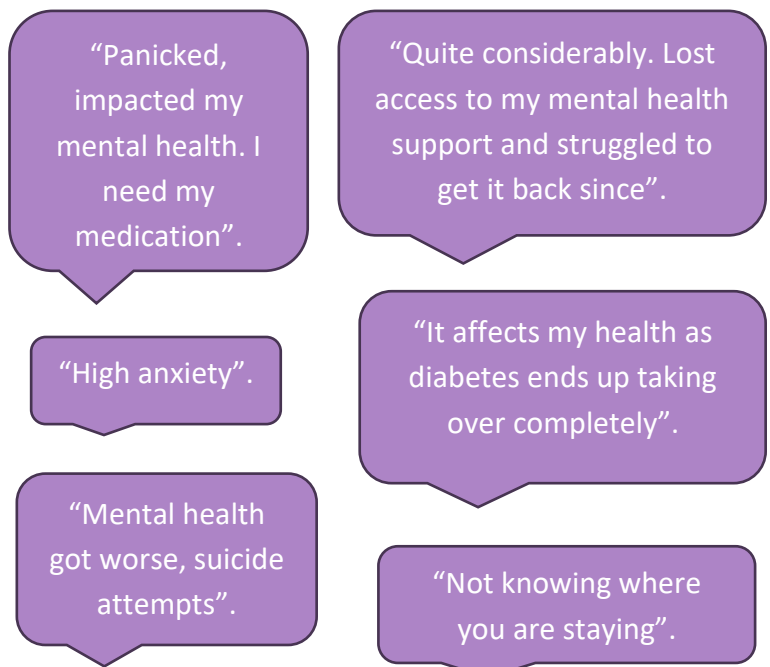 “Panicked,
impacted my
mental health. I
need my
medication”.
“Quite considerably. Lost
access to my mental health
support and struggled to
get it back since”.
“High anxiety”.
“It affects my health as
diabetes ends up taking
over completely”.
“Mental health
got worse, suicide
attempts”.
“Not knowing where
you are staying”.